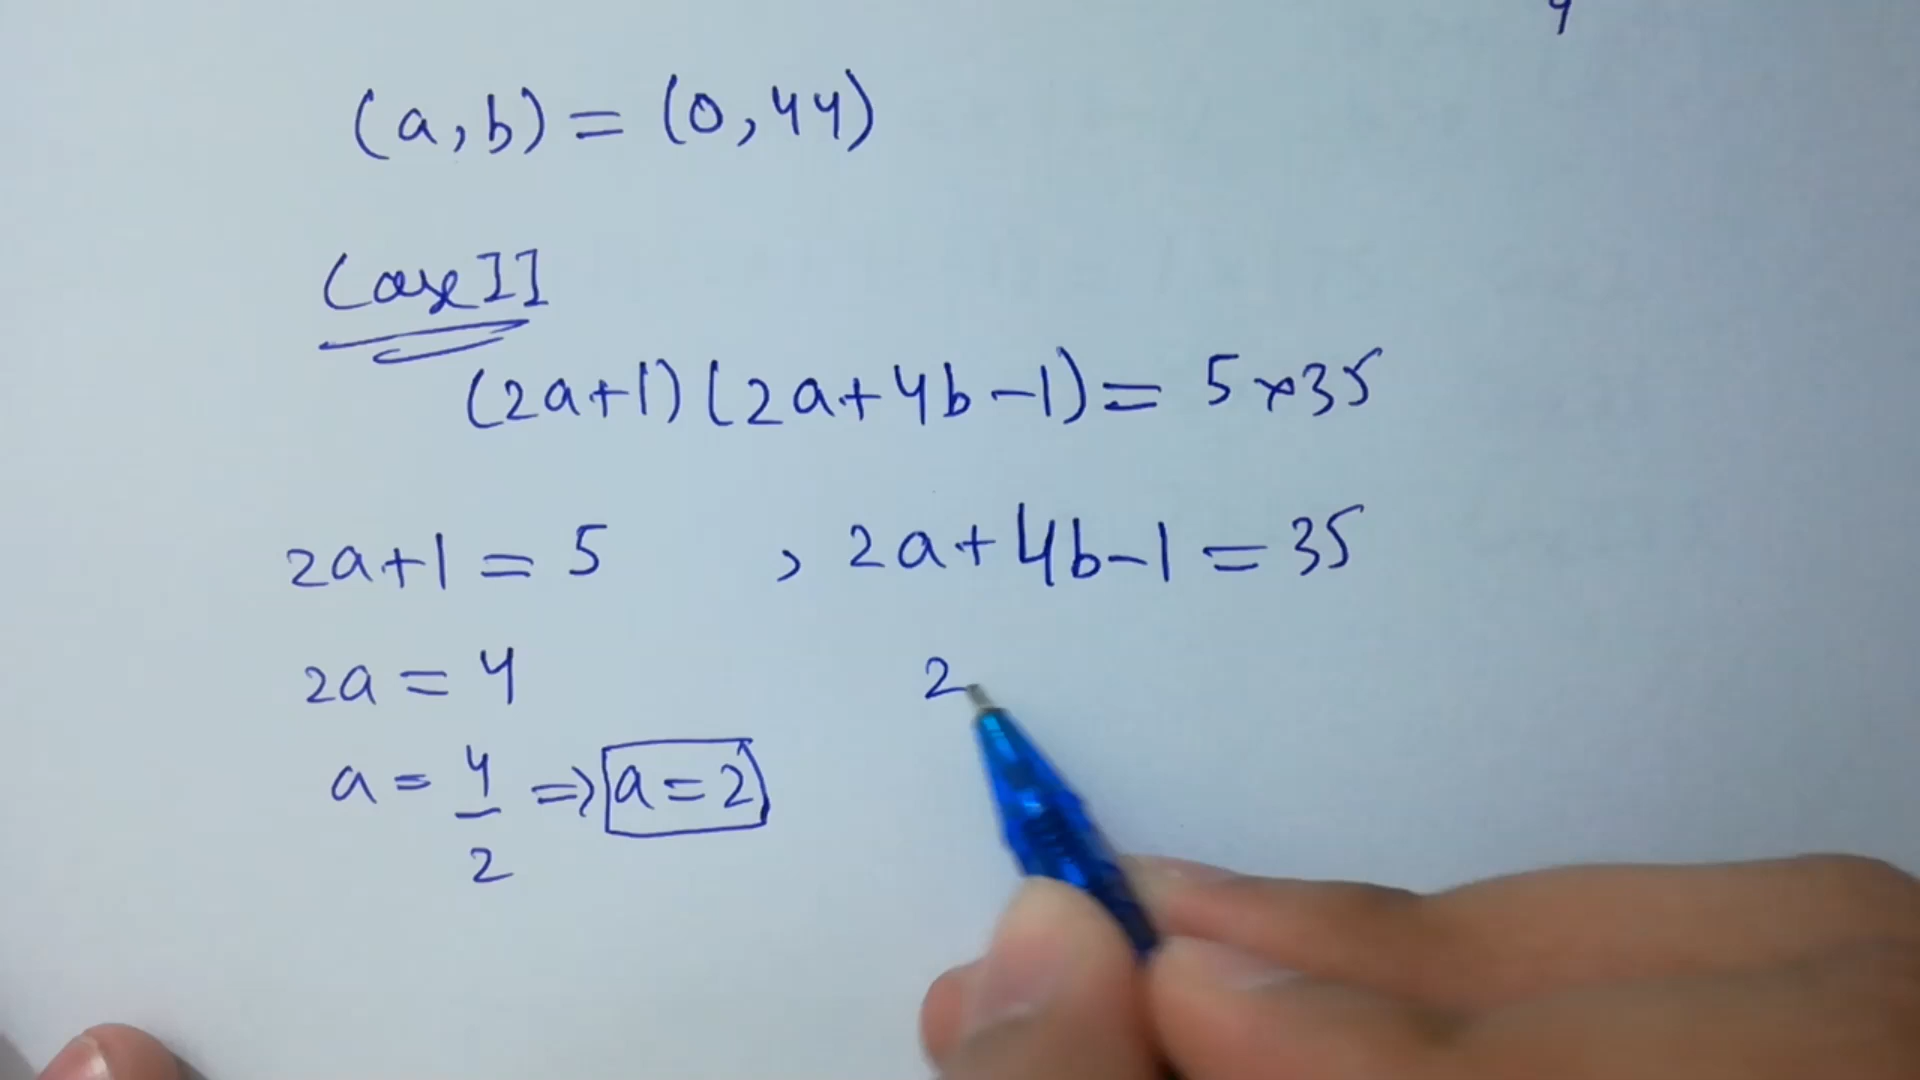 (a,b) = (0,44)
Case II
(2a+1)(2a+4b-1) = 5×35
2a+1 = 5 , 2a+4b-1 = 35
2a = 4 2
a = 4/2 ⇒ a = 2